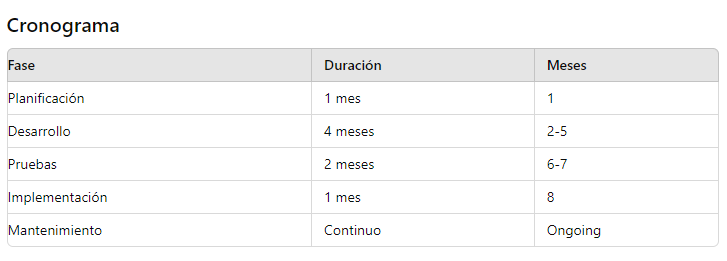 Cronograma
Fase Duración Meses
Planificación 1 mes 1
Desarrollo 4 meses 2-5
Pruebas 2 meses 6-7
Implementación 1 mes 8
Mantenimiento Continuo Ongoing